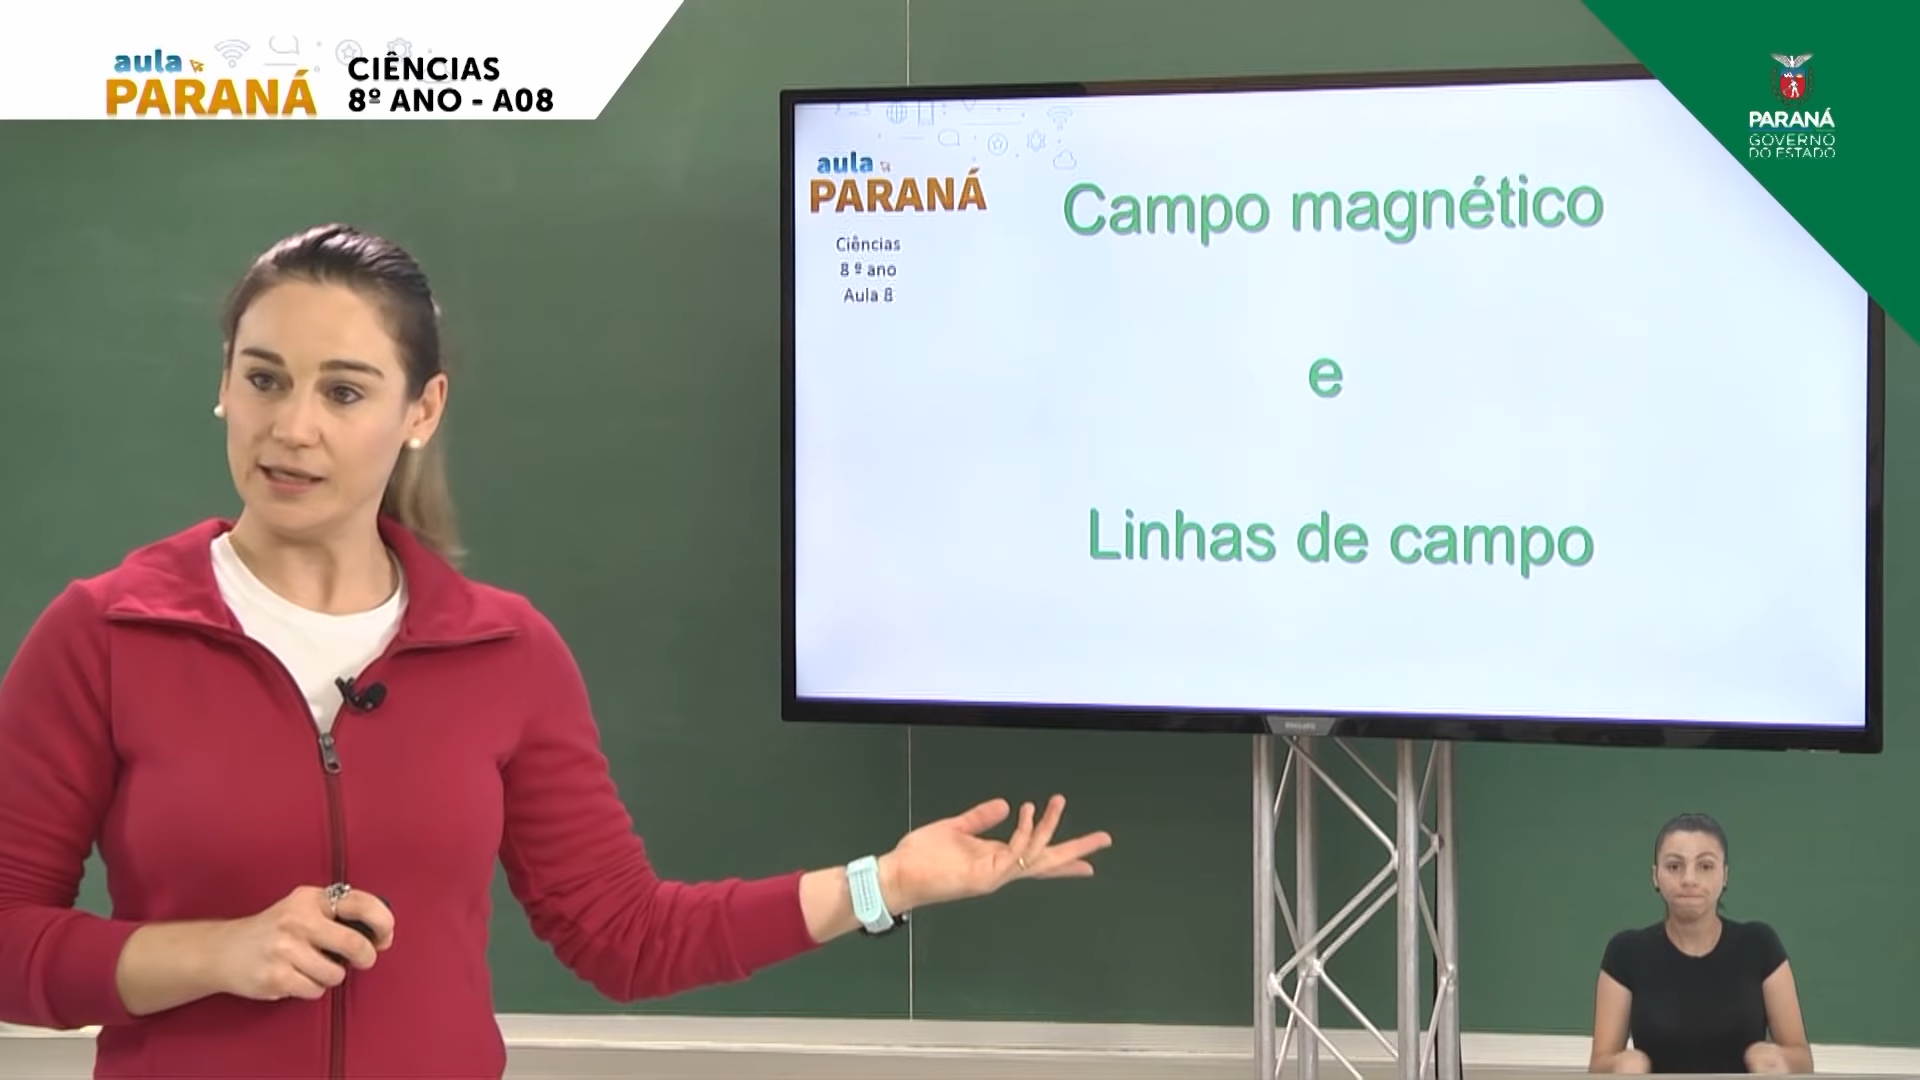 aula
PARANÁ
CIÊNCIAS
8º ANO - A08
PARANÁ
GOVERNO
DO ESTADO
aula
PARANÁ
Ciências
8 º ano
Aula 8
Campo magnético
e
Linhas de campo
PHILIPS